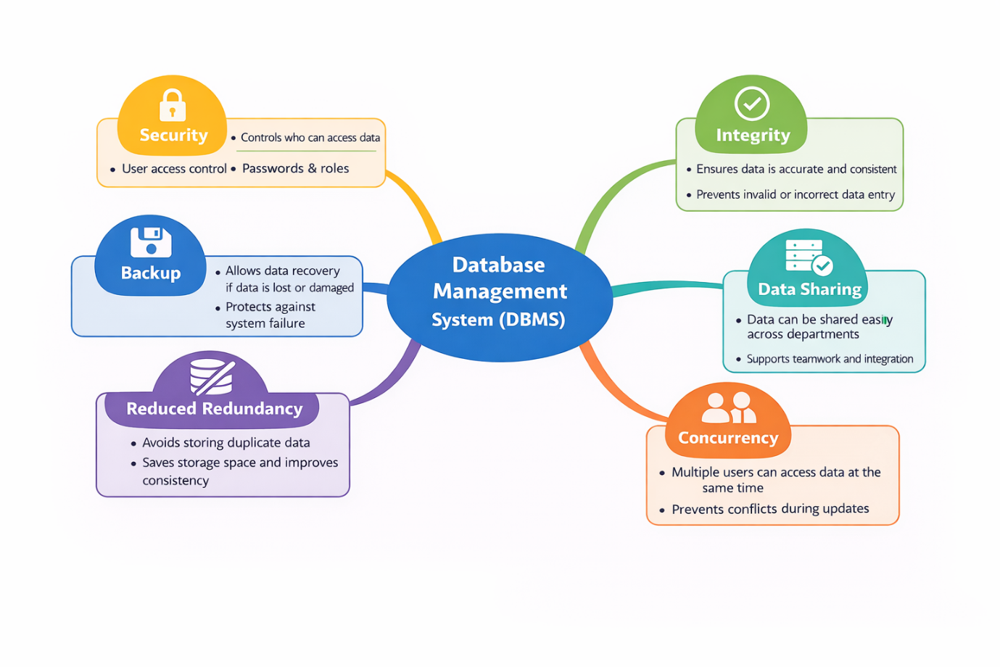 Security
• Controls who can access data
• User access control • Passwords & roles
Backup
• Allows data recovery
if data is lost or damaged
• Protects against
system failure
Reduced Redundancy
• Avoids storing duplicate data
• Saves storage space and improves
consistency
Database
Management
System (DBMS)
Integrity
• Ensures data is accurate and consistent
• Prevents invalid or incorrect data entry
Data Sharing
• Data can be shared easily
across departments
• Supports teamwork and integration
Concurrency
• Multiple users can access data at the
same time
• Prevents conflicts during updates